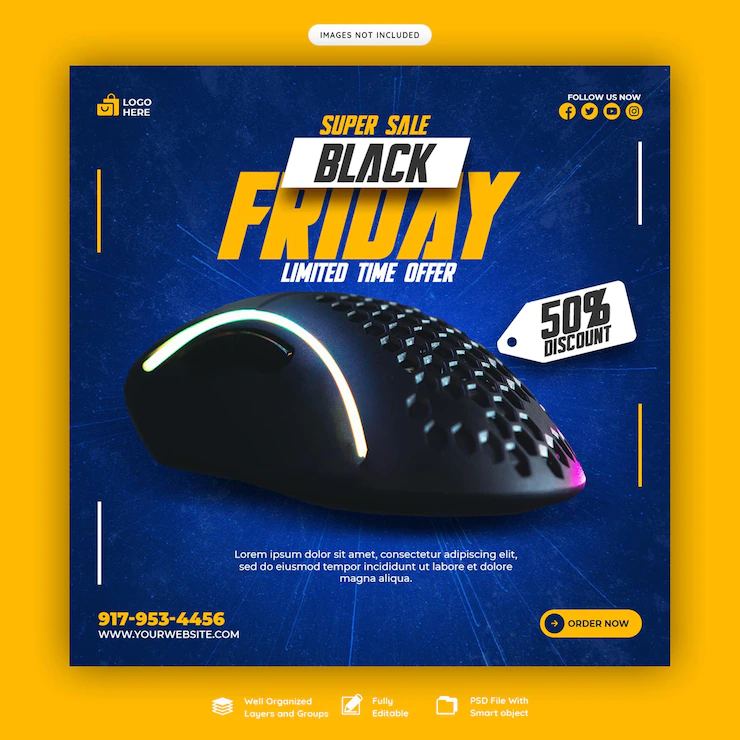 IMAGES NOT INCLUDED
LOGO
HERE
FOLLOW US NOW
SUPER SALE
BLACK
FRIDAY
LIMITED TIME OFFER
50%
DISCOUNT
Lorem ipsum dolor sit amet, consectetur adipiscing elit,
sed do eiusmod tempor incididunt ut labore et dolore
magna aliqua.
917-953-4456
WWW.YOURWEBSITE.COM
ORDER NOW
Well Organized
Layers and Groups
Fully
Editable
PSD File With
Smart object